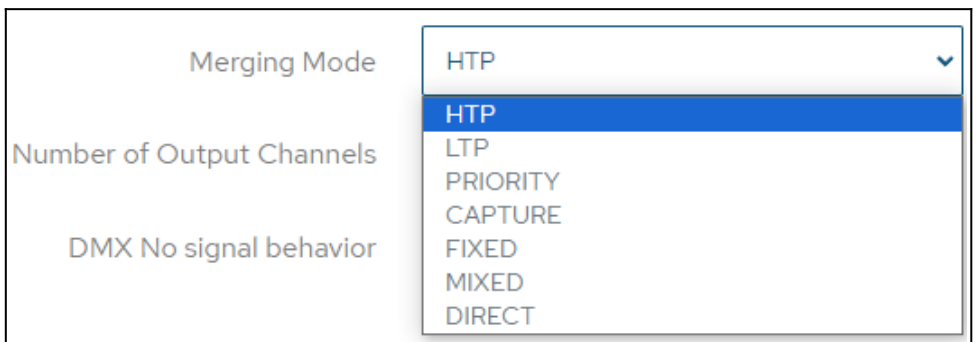 Merging Mode HTP
HTP
Number of Output Channels LTP
PRIORITY
CAPTURE
DMX No signal behavior FIXED
MIXED
DIRECT